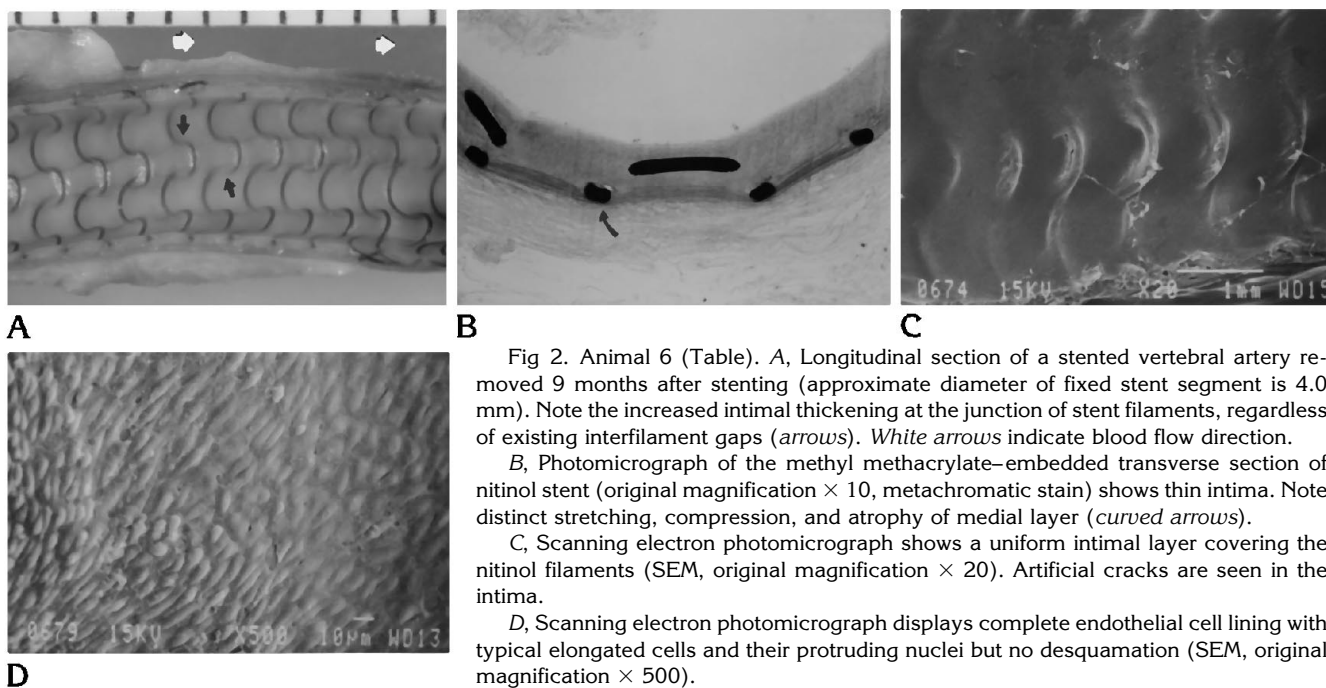 A
B
C
0674 15KV X20 1mm WD15
0679 15KV X500 10µm WD13
D
Fig 2. Animal 6 (Table). A, Longitudinal section of a stented vertebral artery re-
moved 9 months after stenting (approximate diameter of fixed stent segment is 4.0
mm). Note the increased intimal thickening at the junction of stent filaments, regardless
of existing interfilament gaps (arrows). White arrows indicate blood flow direction.
B, Photomicrograph of the methyl methacrylate–embedded transverse section of
nitinol stent (original magnification × 10, metachromatic stain) shows thin intima. Note
distinct stretching, compression, and atrophy of medial layer (curved arrows).
C, Scanning electron photomicrograph shows a uniform intimal layer covering the
nitinol filaments (SEM, original magnification × 20). Artificial cracks are seen in the
intima.
D, Scanning electron photomicrograph displays complete endothelial cell lining with
typical elongated cells and their protruding nuclei but no desquamation (SEM, original
magnification × 500).